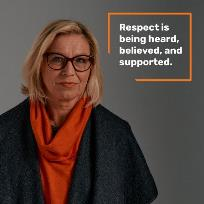 Respect is
being heard,
believed, and
supported.